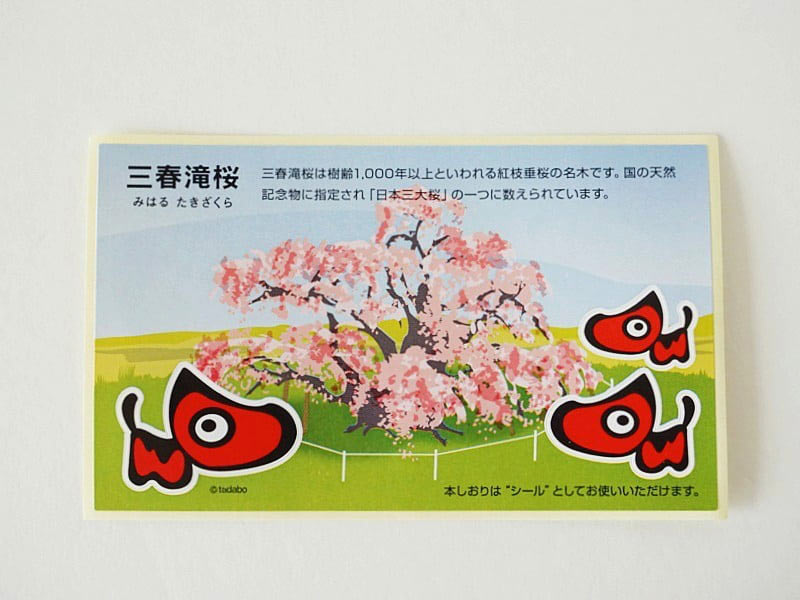 三春滝桜
みはる たきざくら
三春滝桜は樹齢1,000年以上といわれる紅枝垂桜の名木です。国の天然
記念物に指定され「日本三大桜」の一つに数えられています。
©tadabo
本しおりは“シール”としてお使いいただけます。